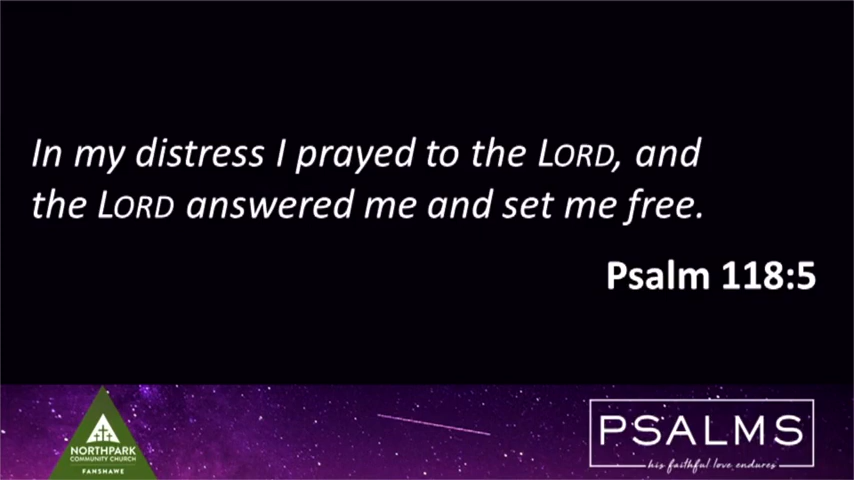 In my distress I prayed to the LORD, and
the LORD answered me and set me free.
Psalm 118:5
NORTHPARK
COMMUNITY CHURCH
FANSHAWE
PSALMS
his faithful love endures